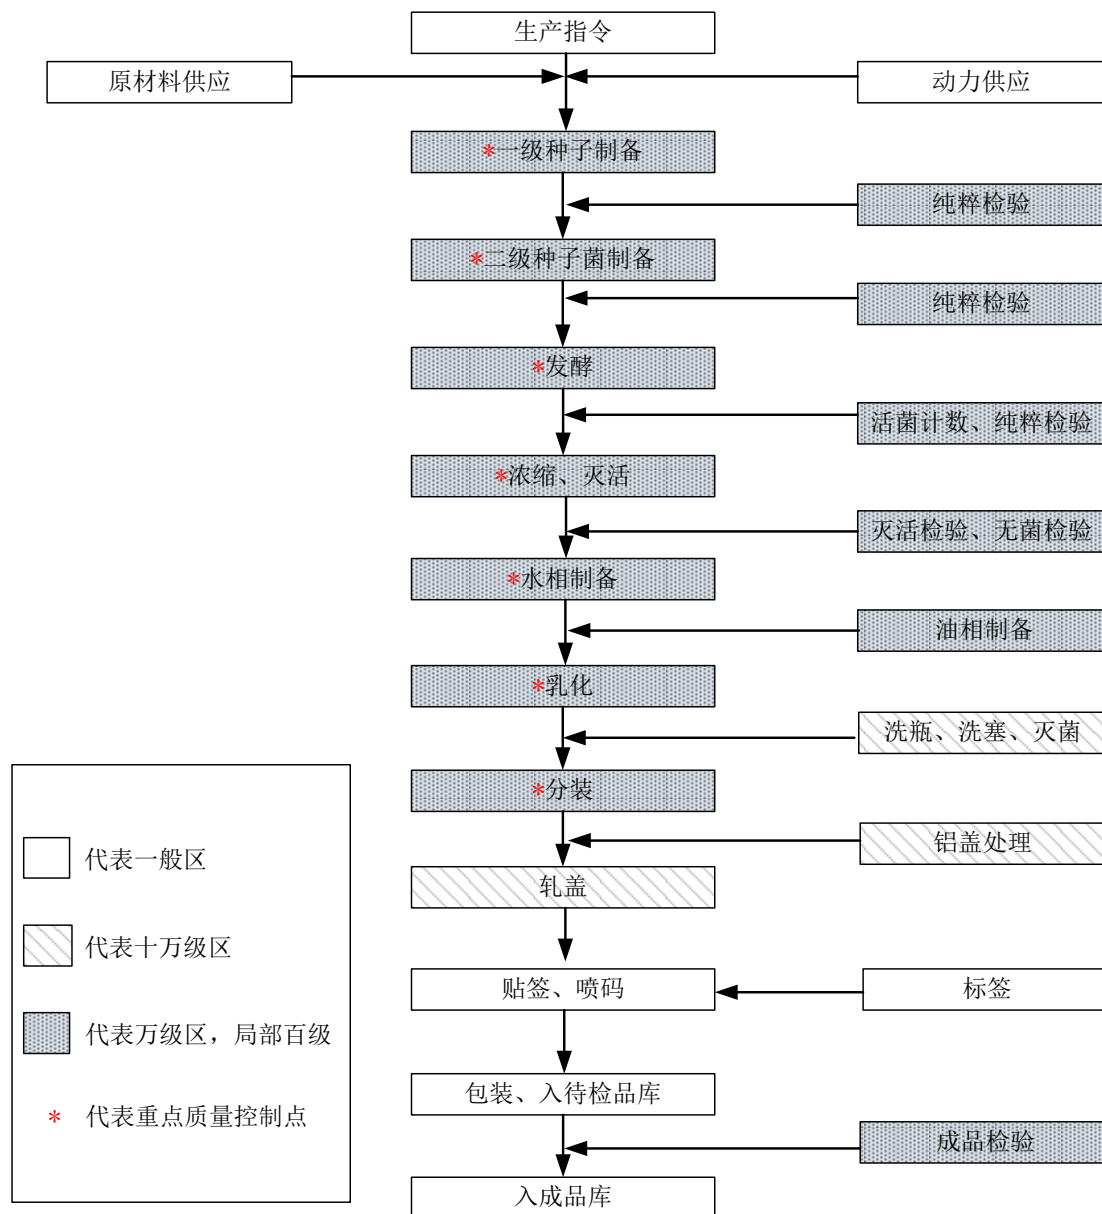 生产指令
原材料供应
动力供应
*一级种子制备
纯粹检验
*二级种子菌制备
纯粹检验
*发酵
活菌计数、纯粹检验
*浓缩、灭活
灭活检验、无菌检验
*水相制备
油相制备
*乳化
洗瓶、洗塞、灭菌
*分装
铝盖处理
轧盖
贴签、喷码
标签
包装、入待检品库
成品检验
入成品库
代表一般区
代表十万级区
代表万级区，局部百级
* 代表重点质量控制点